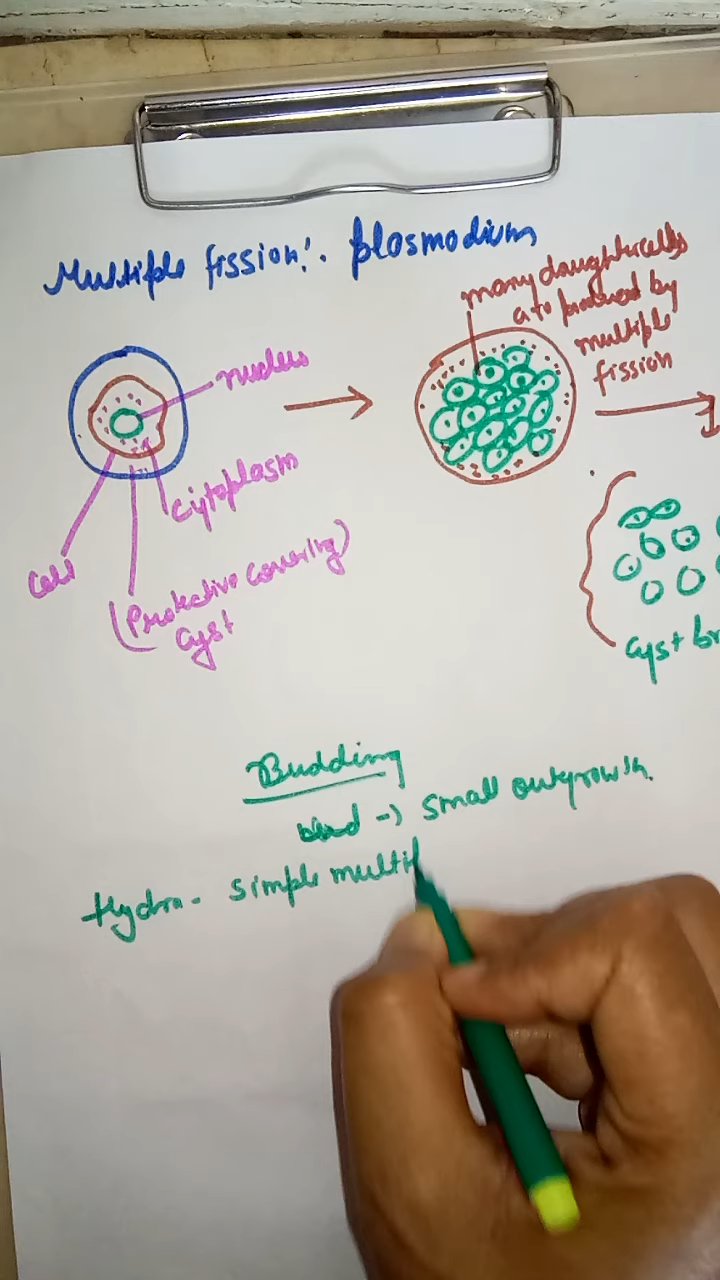 Multiple fission:. Plasmodium
many daughter cells
are produced by
multiple
fission
nucleus
cytoplasm
Cell
(Protective covering)
Cyst
Cyst br
Budding
bud -> small outgrowth.
Hydra - simple multi